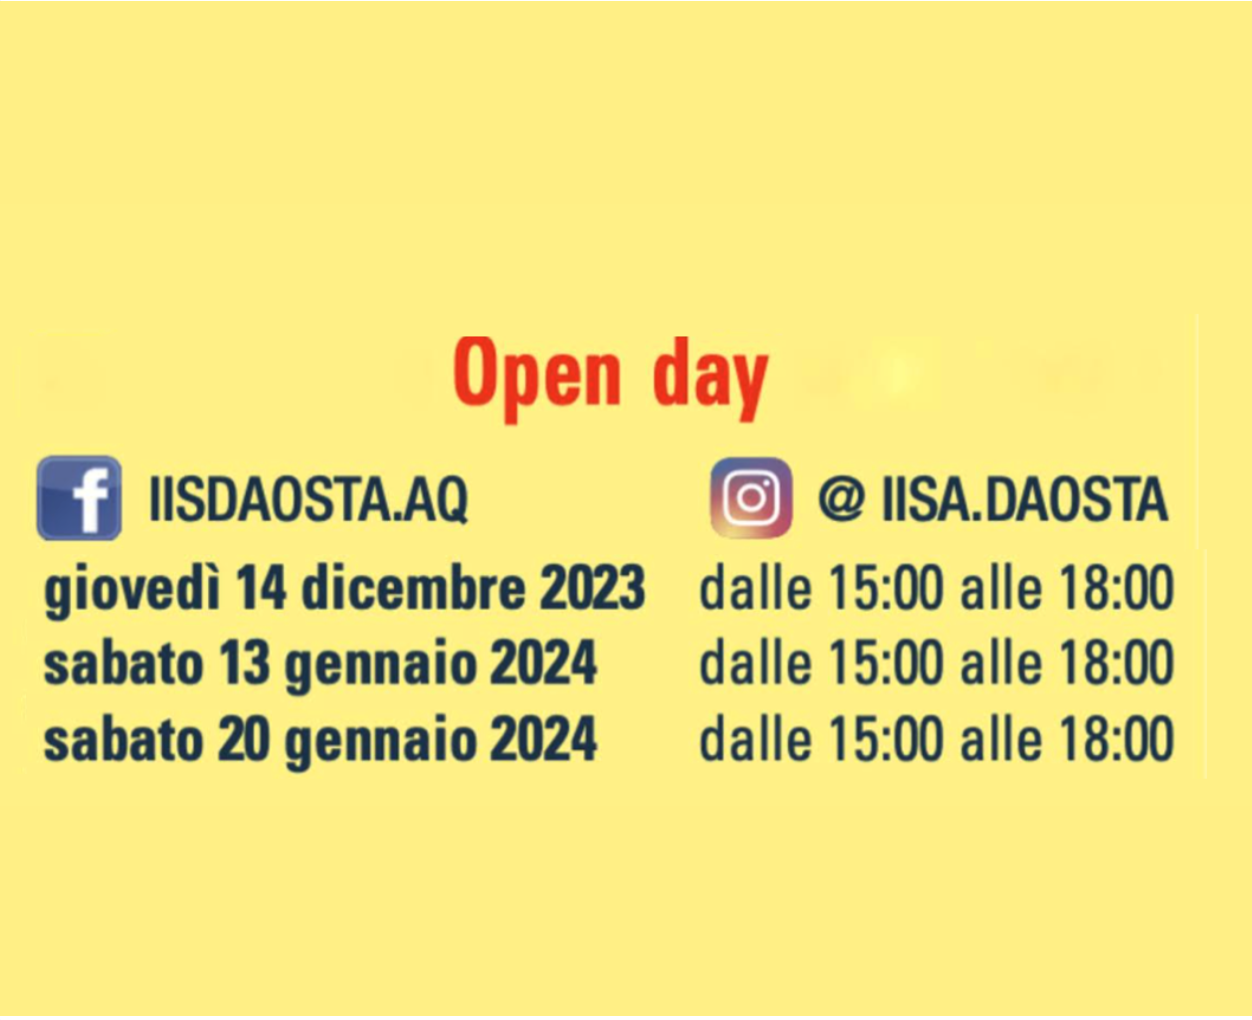 Open day
IISDAOSTA.AQ @ IISA.DAOSTA
giovedì 14 dicembre 2023 dalle 15:00 alle 18:00
sabato 13 gennaio 2024 dalle 15:00 alle 18:00
sabato 20 gennaio 2024 dalle 15:00 alle 18:00